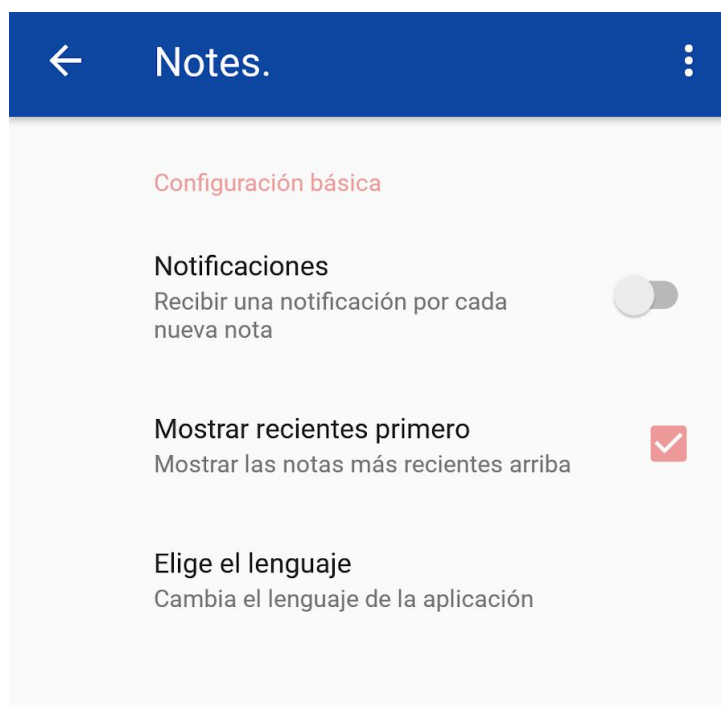 Notes.
Configuración básica
Notificaciones
Recibir una notificación por cada
nueva nota
Mostrar recientes primero
Mostrar las notas más recientes arriba
Elige el lenguaje
Cambia el lenguaje de la aplicación